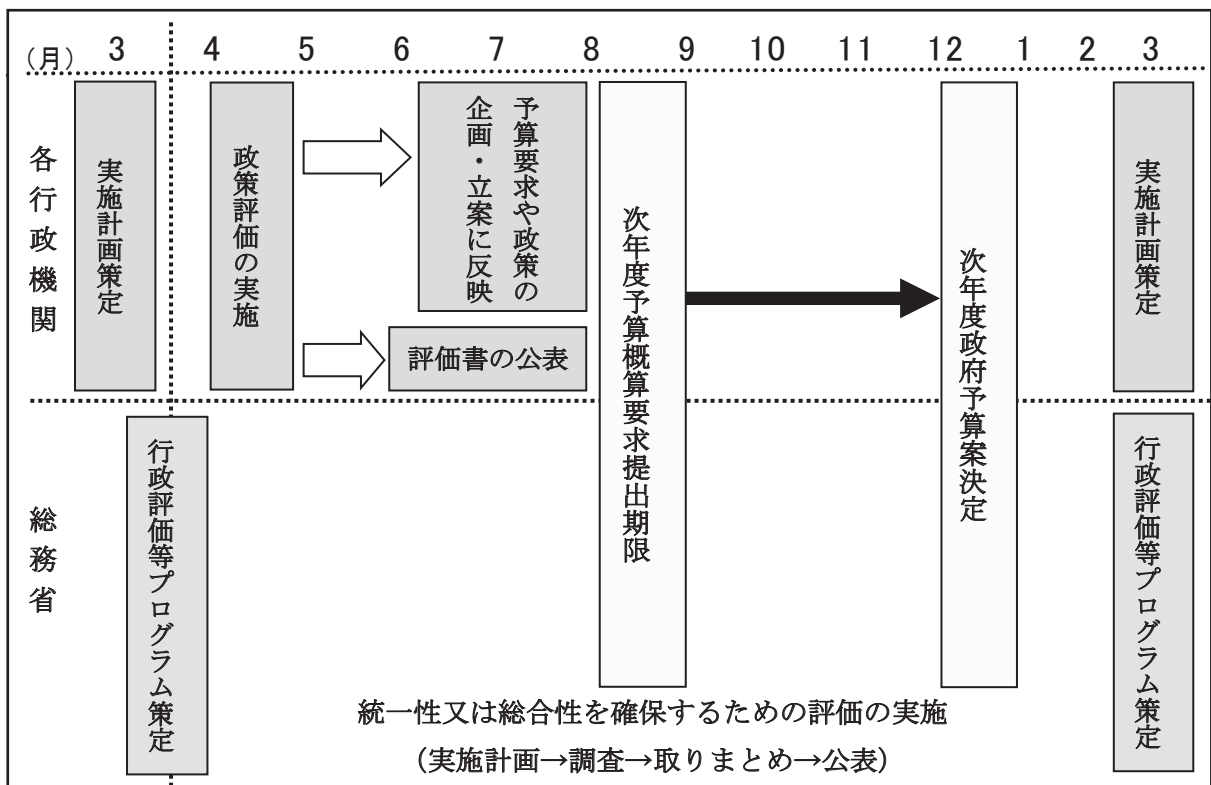 (月) 3 4 5 6 7 8 9 10 11 12 1 2 3
各行政機関
実施計画策定
政策評価の実施
予算要求や政策の
企画・立案に反映
評価書の公表
次年度予算概算要求提出期限
次年度政府予算案決定
実施計画策定
総務省
行政評価等プログラム策定
統一性又は総合性を確保するための評価の実施
(実施計画→調査→取りまとめ→公表)
行政評価等プログラム策定